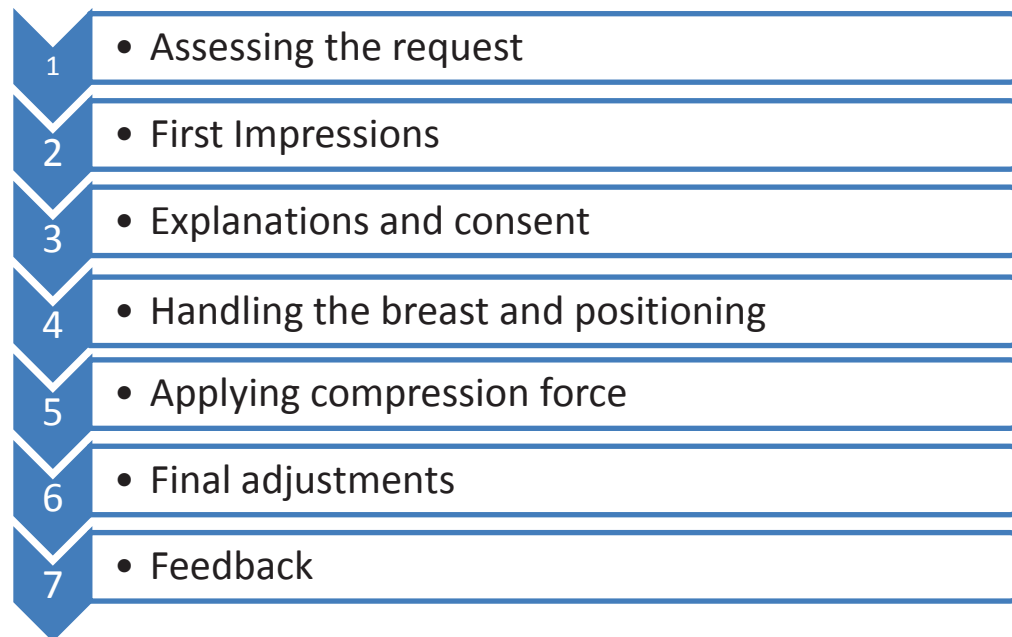 1 • Assessing the request
2 • First Impressions
3 • Explanations and consent
4 • Handling the breast and positioning
5 • Applying compression force
6 • Final adjustments
7 • Feedback